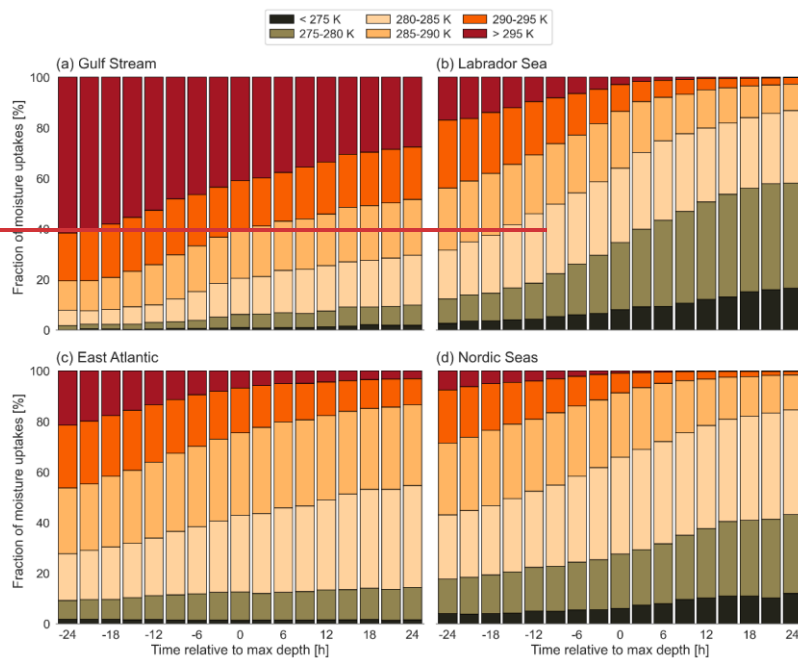 < 275 K 280-285 K 290-295 K
275-280 K 285-290 K > 295 K
(a) Gulf Stream (b) Labrador Sea
Fraction of moisture uptakes [%]
100
80
60
40
20
0
(c) East Atlantic (d) Nordic Seas
Fraction of moisture uptakes [%]
100
80
60
40
20
0
-24 -18 -12 -6 0 6 12 18 24 -24 -18 -12 -6 0 6 12 18 24
Time relative to max depth [h] Time relative to max depth [h]